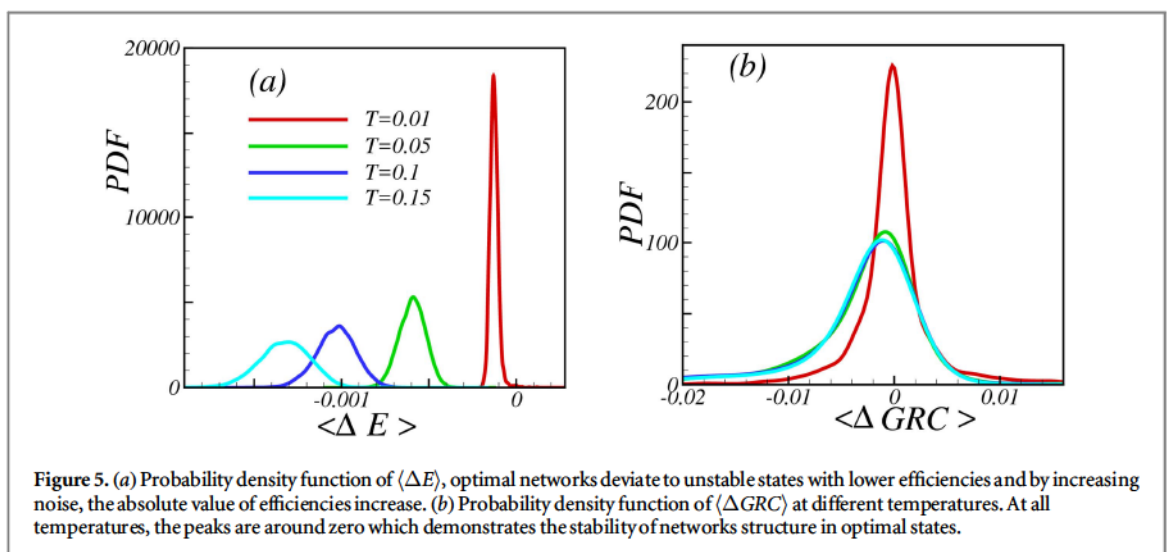 20000
(a)
T=0.01
T=0.05
T=0.1
T=0.15
PDF
10000
0
-0.001
0
<Δ E >
(b)
200
PDF
100
0
-0.02
-0.01
0
0.01
<Δ GRC >
Figure 5. (a) Probability density function of ⟨ΔE⟩, optimal networks deviate to unstable states with lower efficiencies and by increasing
noise, the absolute value of efficiencies increase. (b) Probability density function of ⟨ΔGRC⟩ at different temperatures. At all
temperatures, the peaks are around zero which demonstrates the stability of networks structure in optimal states.